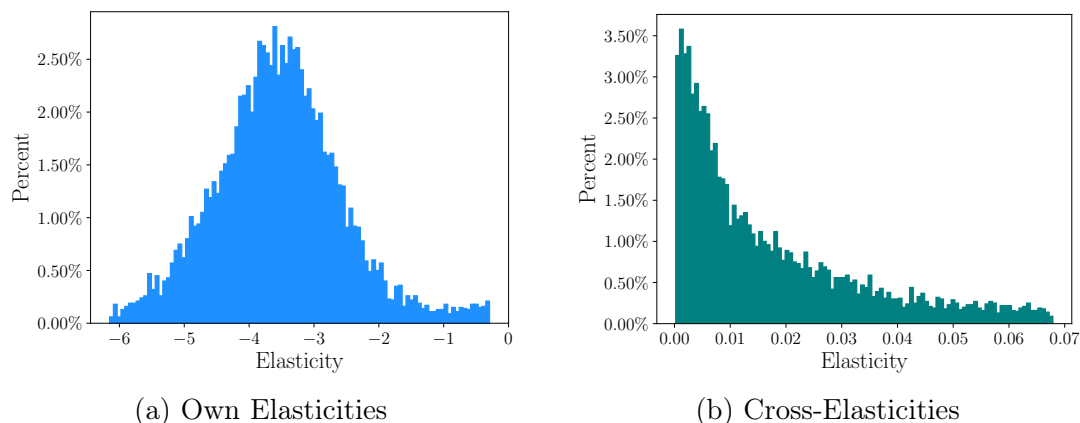 2.50%
2.00%
1.50%
1.00%
0.50%
0.00%
Percent
−6 −5 −4 −3 −2 −1 0
Elasticity
(a) Own Elasticities
3.50%
3.00%
2.50%
2.00%
1.50%
1.00%
0.50%
0.00%
Percent
0.00 0.01 0.02 0.03 0.04 0.05 0.06 0.07
Elasticity
(b) Cross-Elasticities